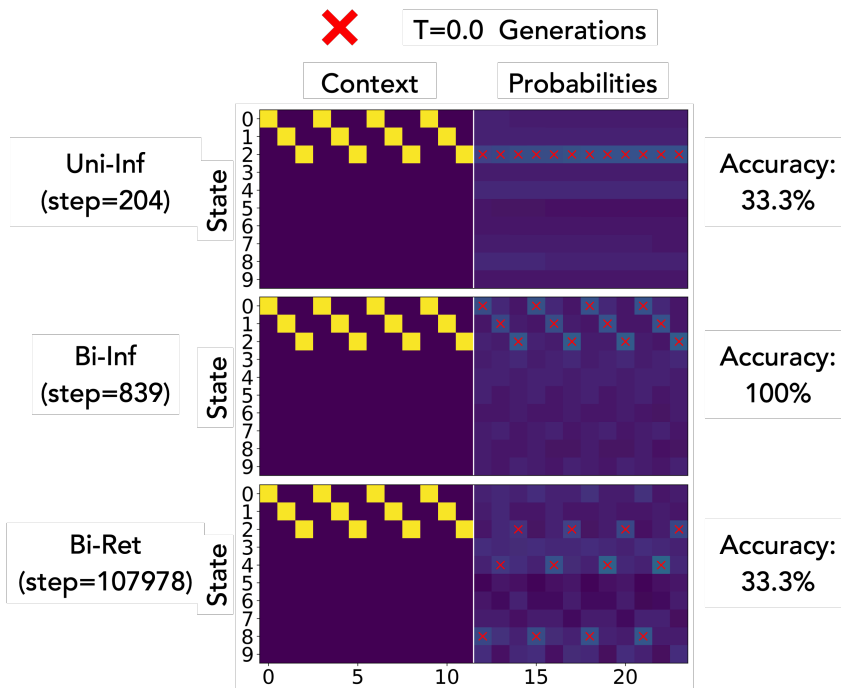 T=0.0 Generations
Context
Probabilities
Uni-Inf
(step=204)
State
0
1
2
3
4
5
6
7
8
9
Accuracy:
33.3%
Bi-Inf
(step=839)
State
0
1
2
3
4
5
6
7
8
9
Accuracy:
100%
Bi-Ret
(step=107978)
State
0
1
2
3
4
5
6
7
8
9
Accuracy:
33.3%
0 5 10 15 20